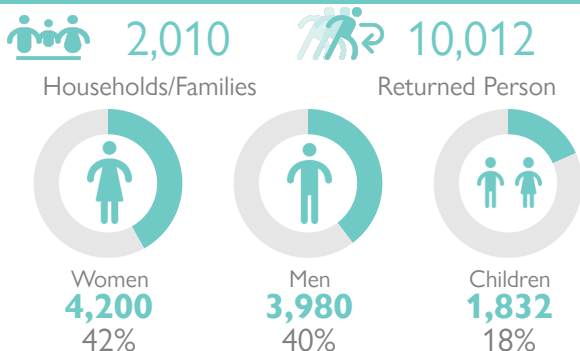 2,010
10,012
Households/Families
Returned Person
Women
Men
Children
4,200
3,980
1,832
42%
40%
18%